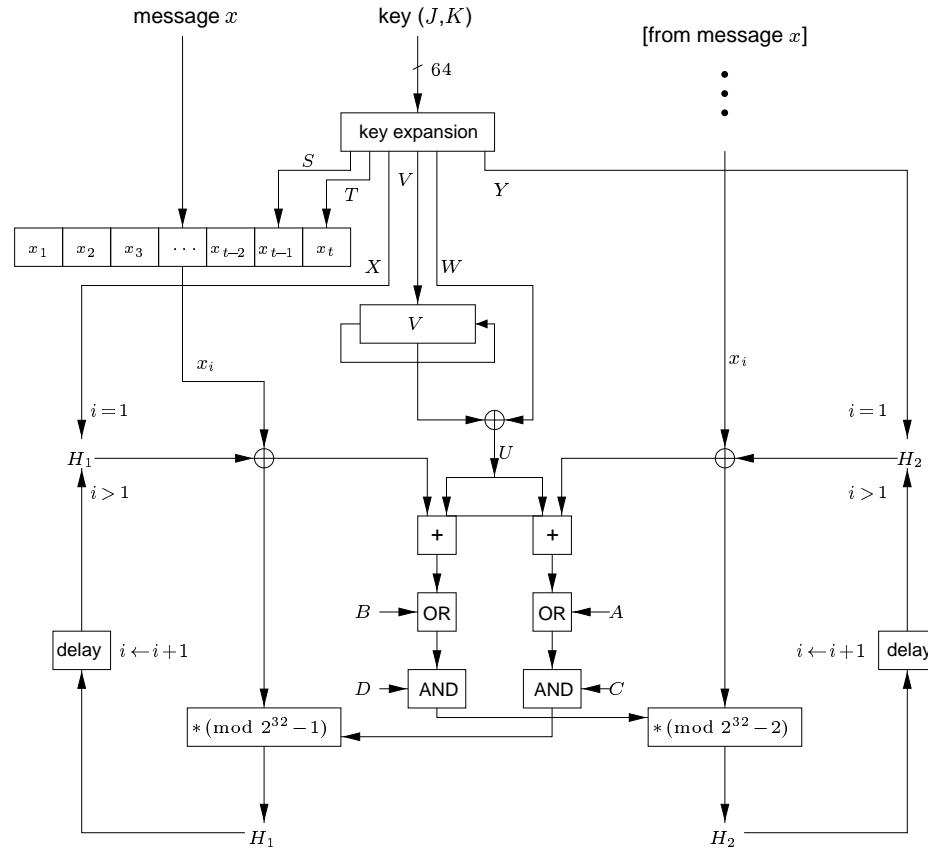 message x
key (J,K)
[from message x]
64
key expansion
S
T
V
Y
x₁ x₂ x₃ ··· xₜ₋₂ xₜ₋₁ xₜ
X
W
V
xᵢ
xᵢ
i=1
i=1
H₁
U
H₂
i>1
i>1
+
+
B
OR
OR
A
delay
i←i+1
i←i+1
delay
D
AND
AND
C
∗(mod 2³²−1)
∗(mod 2³²−2)
H₁
H₂